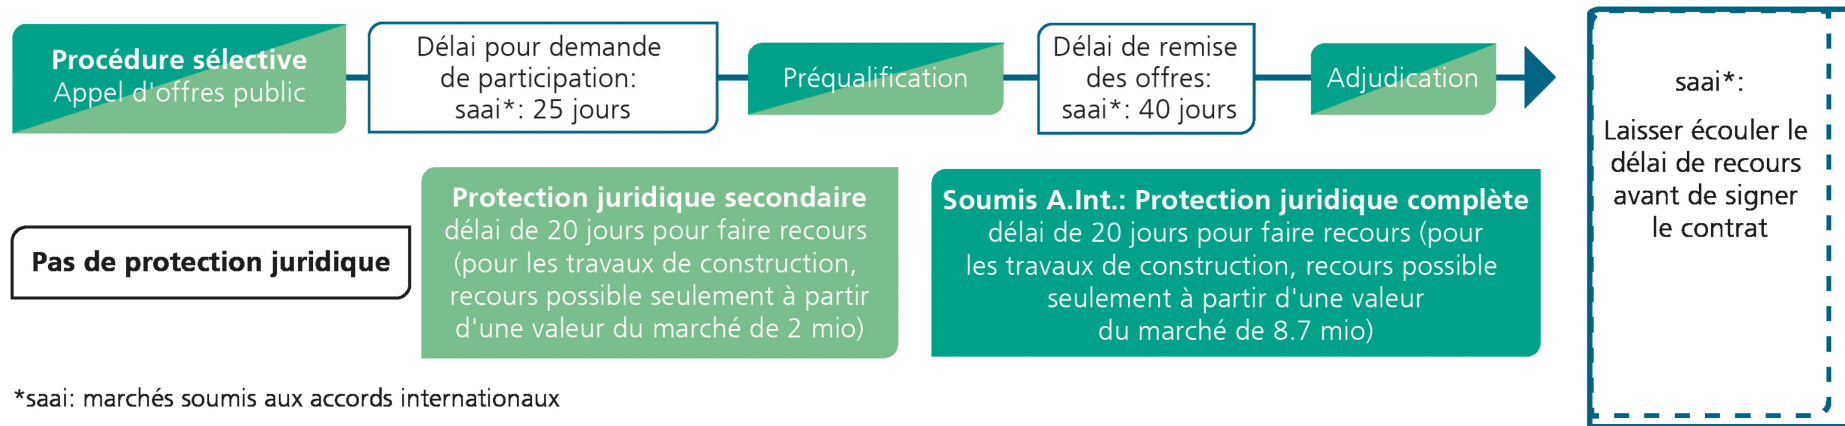 Procédure sélective
Appel d'offres public
Délai pour demande
de participation:
saai*: 25 jours
Préqualification
Délai de remise
des offres:
saai*: 40 jours
Adjudication
saai*:
Laisser écouler le
délai de recours
avant de signer
le contrat
Pas de protection juridique
Protection juridique secondaire
délai de 20 jours pour faire recours
(pour les travaux de construction,
recours possible seulement à partir
d'une valeur du marché de 2 mio)
Soumis A.Int.: Protection juridique complète
délai de 20 jours pour faire recours (pour
les travaux de construction, recours possible
seulement à partir d'une valeur
du marché de 8.7 mio)
*saai: marchés soumis aux accords internationaux